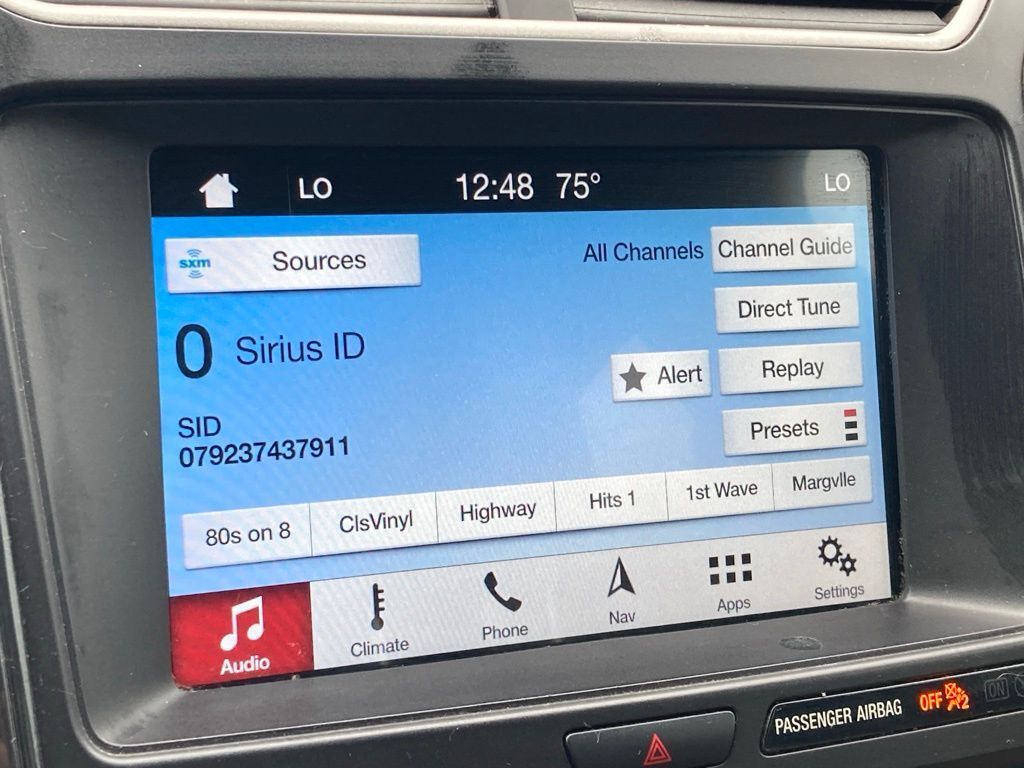 LO 12:48 75° LO
sxm Sources All Channels Channel Guide
Direct Tune
0 Sirius ID
Alert Replay
Presets
SID
079237437911
80s on 8 ClsVinyl Highway Hits 1 1st Wave Margvlle
Audio Climate Phone Nav Apps Settings
PASSENGER AIRBAG OFF 2 ON